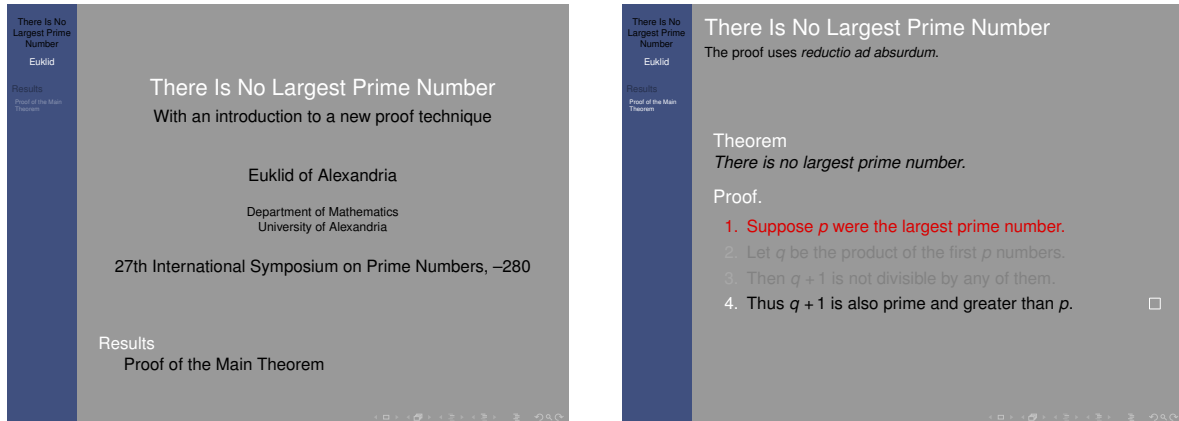 There Is No
Largest Prime
Number
Euklid
Results
Proof of the Main
Theorem
There Is No Largest Prime Number
With an introduction to a new proof technique
Euklid of Alexandria
Department of Mathematics
University of Alexandria
27th International Symposium on Prime Numbers, –280
Results
Proof of the Main Theorem
There Is No
Largest Prime
Number
Euklid
Results
Proof of the Main
Theorem
There Is No Largest Prime Number
The proof uses reductio ad absurdum.
Theorem
There is no largest prime number.
Proof.
1. Suppose p were the largest prime number.
2. Let q be the product of the first p numbers.
3. Then q + 1 is not divisible by any of them.
4. Thus q + 1 is also prime and greater than p. □